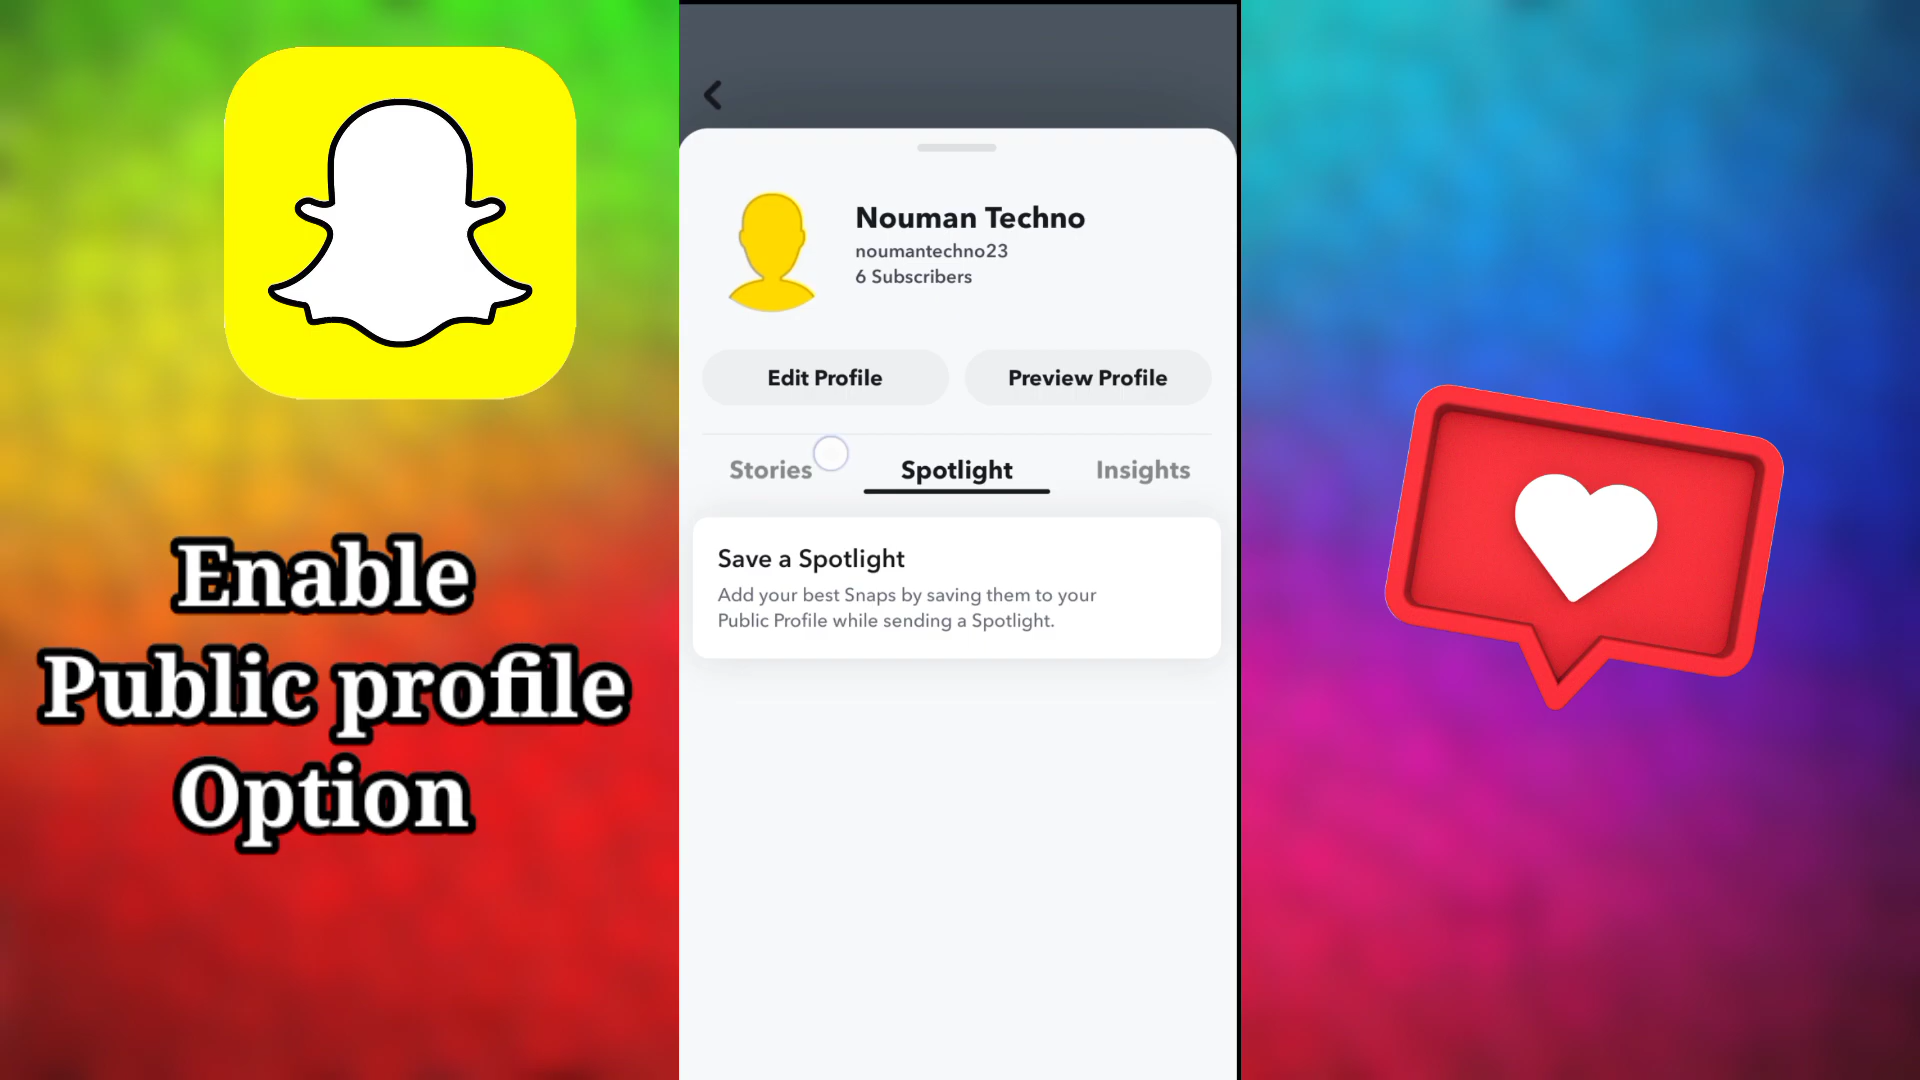 Enable
Public profile
Option
Nouman Techno
noumantechno23
6 Subscribers
Edit Profile
Preview Profile
Stories
Spotlight
Insights
Save a Spotlight
Add your best Snaps by saving them to your
Public Profile while sending a Spotlight.